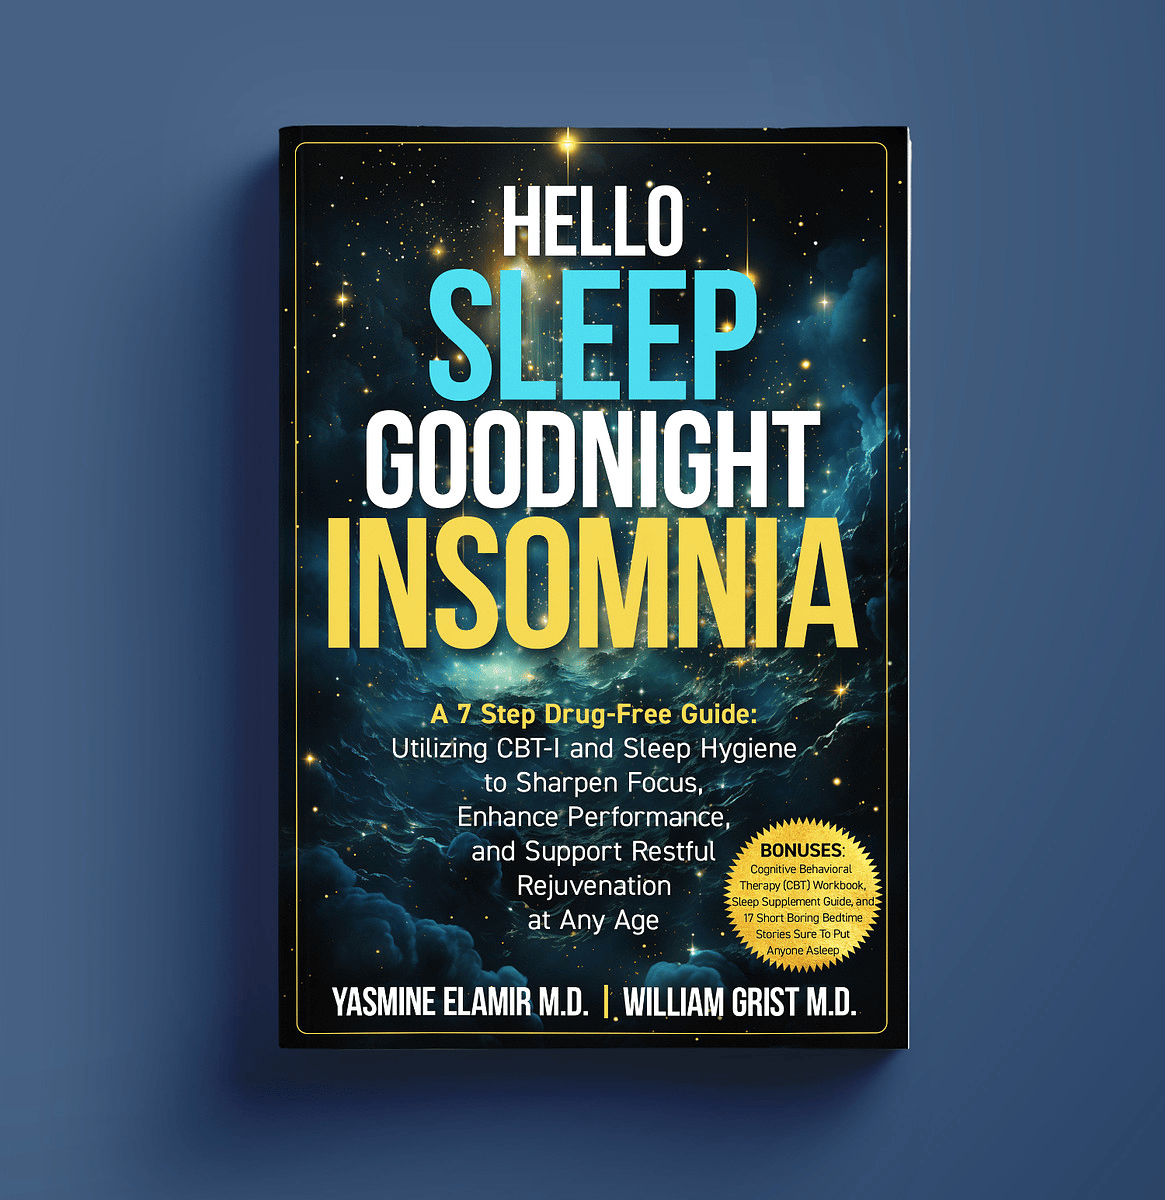 HELLO
SLEEP
GOODNIGHT
INSOMNIA
A 7 Step Drug-Free Guide:
Utilizing CBT-I and Sleep Hygiene
to Sharpen Focus,
Enhance Performance,
and Support Restful
Rejuvenation
at Any Age
BONUSES:
Cognitive Behavioral
Therapy (CBT) Workbook,
Sleep Supplement Guide, and
17 Short Boring Bedtime
Stories Sure To Put
Anyone Asleep
YASMINE ELAMIR M.D. | WILLIAM GRIST M.D.